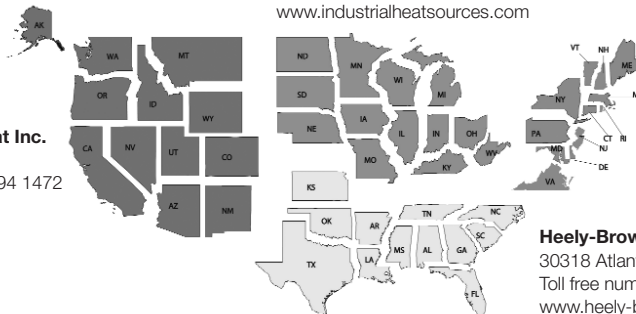 www.industrialheatsources.com
AK
WA
MT
OR
ID
WY
CA
NV
UT
CO
AZ
NM
ND
MN
SD
WI
MI
NE
IA
IL
IN
OH
MO
KY
WV
VT
NH
ME
NY
M
PA
CT
RI
NJ
MD
DE
VA
KS
OK
AR
TN
NC
SC
TX
LA
MS
AL
GA
FL
nt Inc.
94 1472
Heely-Brow
30318 Atlan
Toll free num
www.heely-b